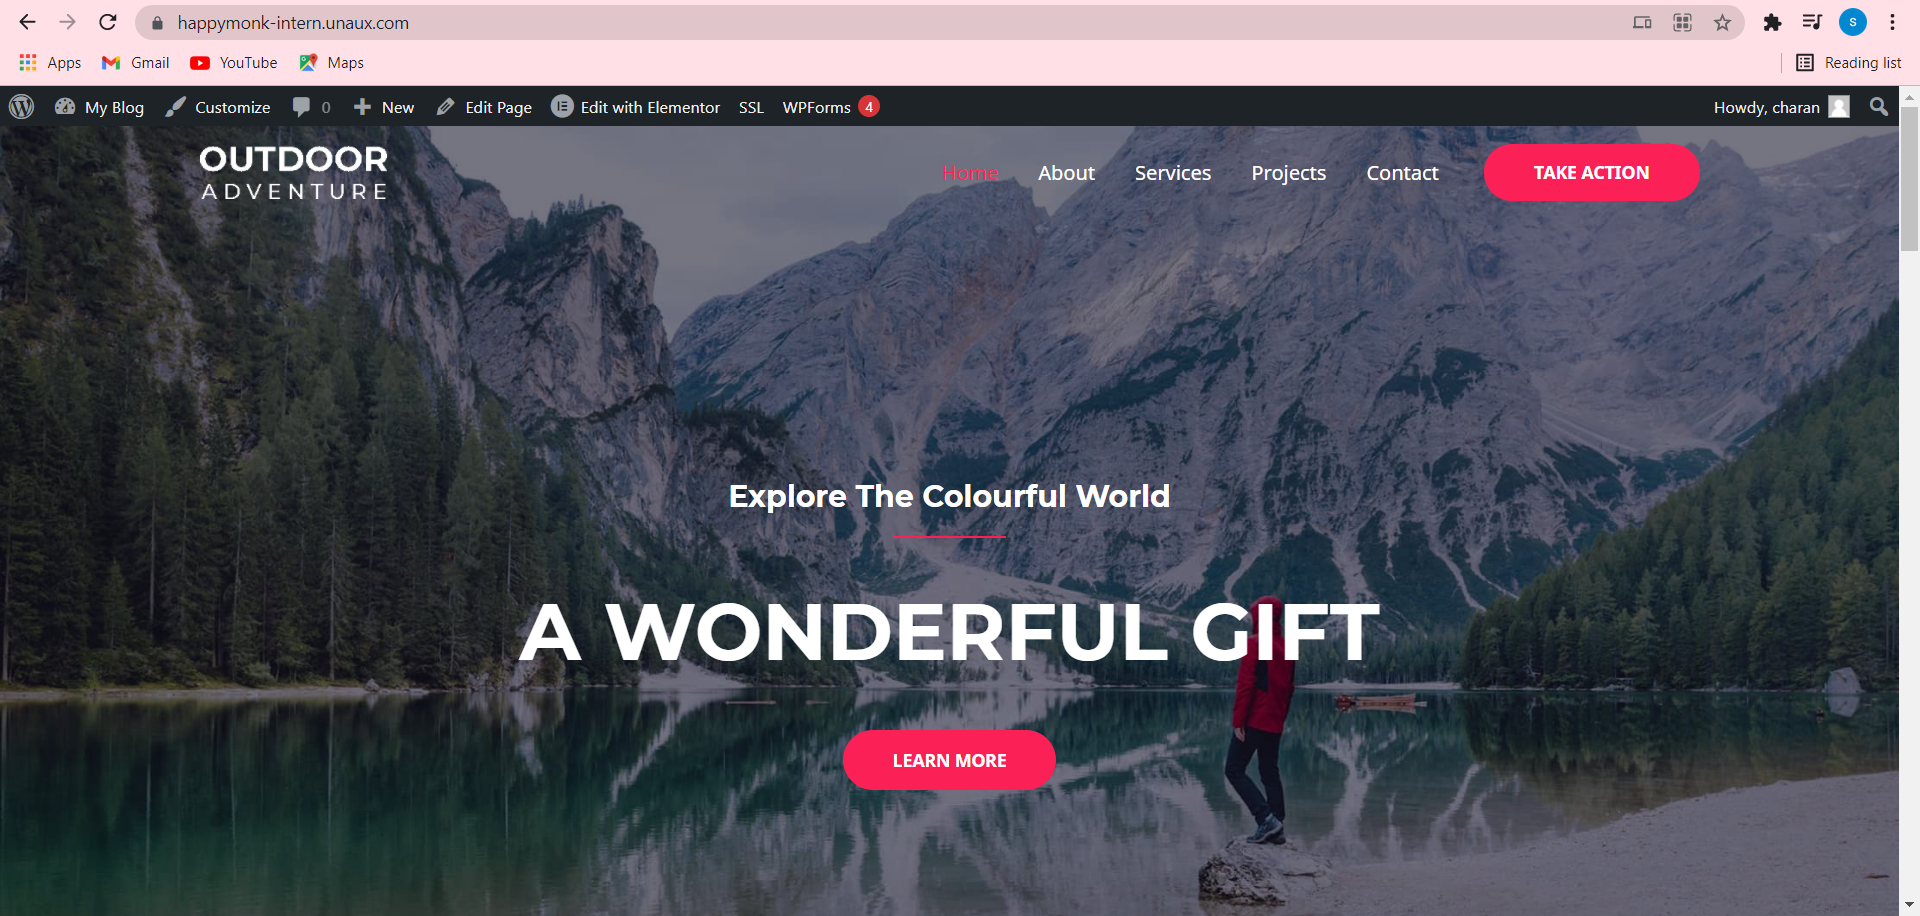 happymonk-intern.unaux.com
S
Apps Gmail YouTube Maps Reading list
My Blog Customize 0 New Edit Page Edit with Elementor SSL WPForms 4 Howdy, charan
OUTDOOR
ADVENTURE
Home About Services Projects Contact TAKE ACTION
Explore The Colourful World
A WONDERFUL GIFT
LEARN MORE